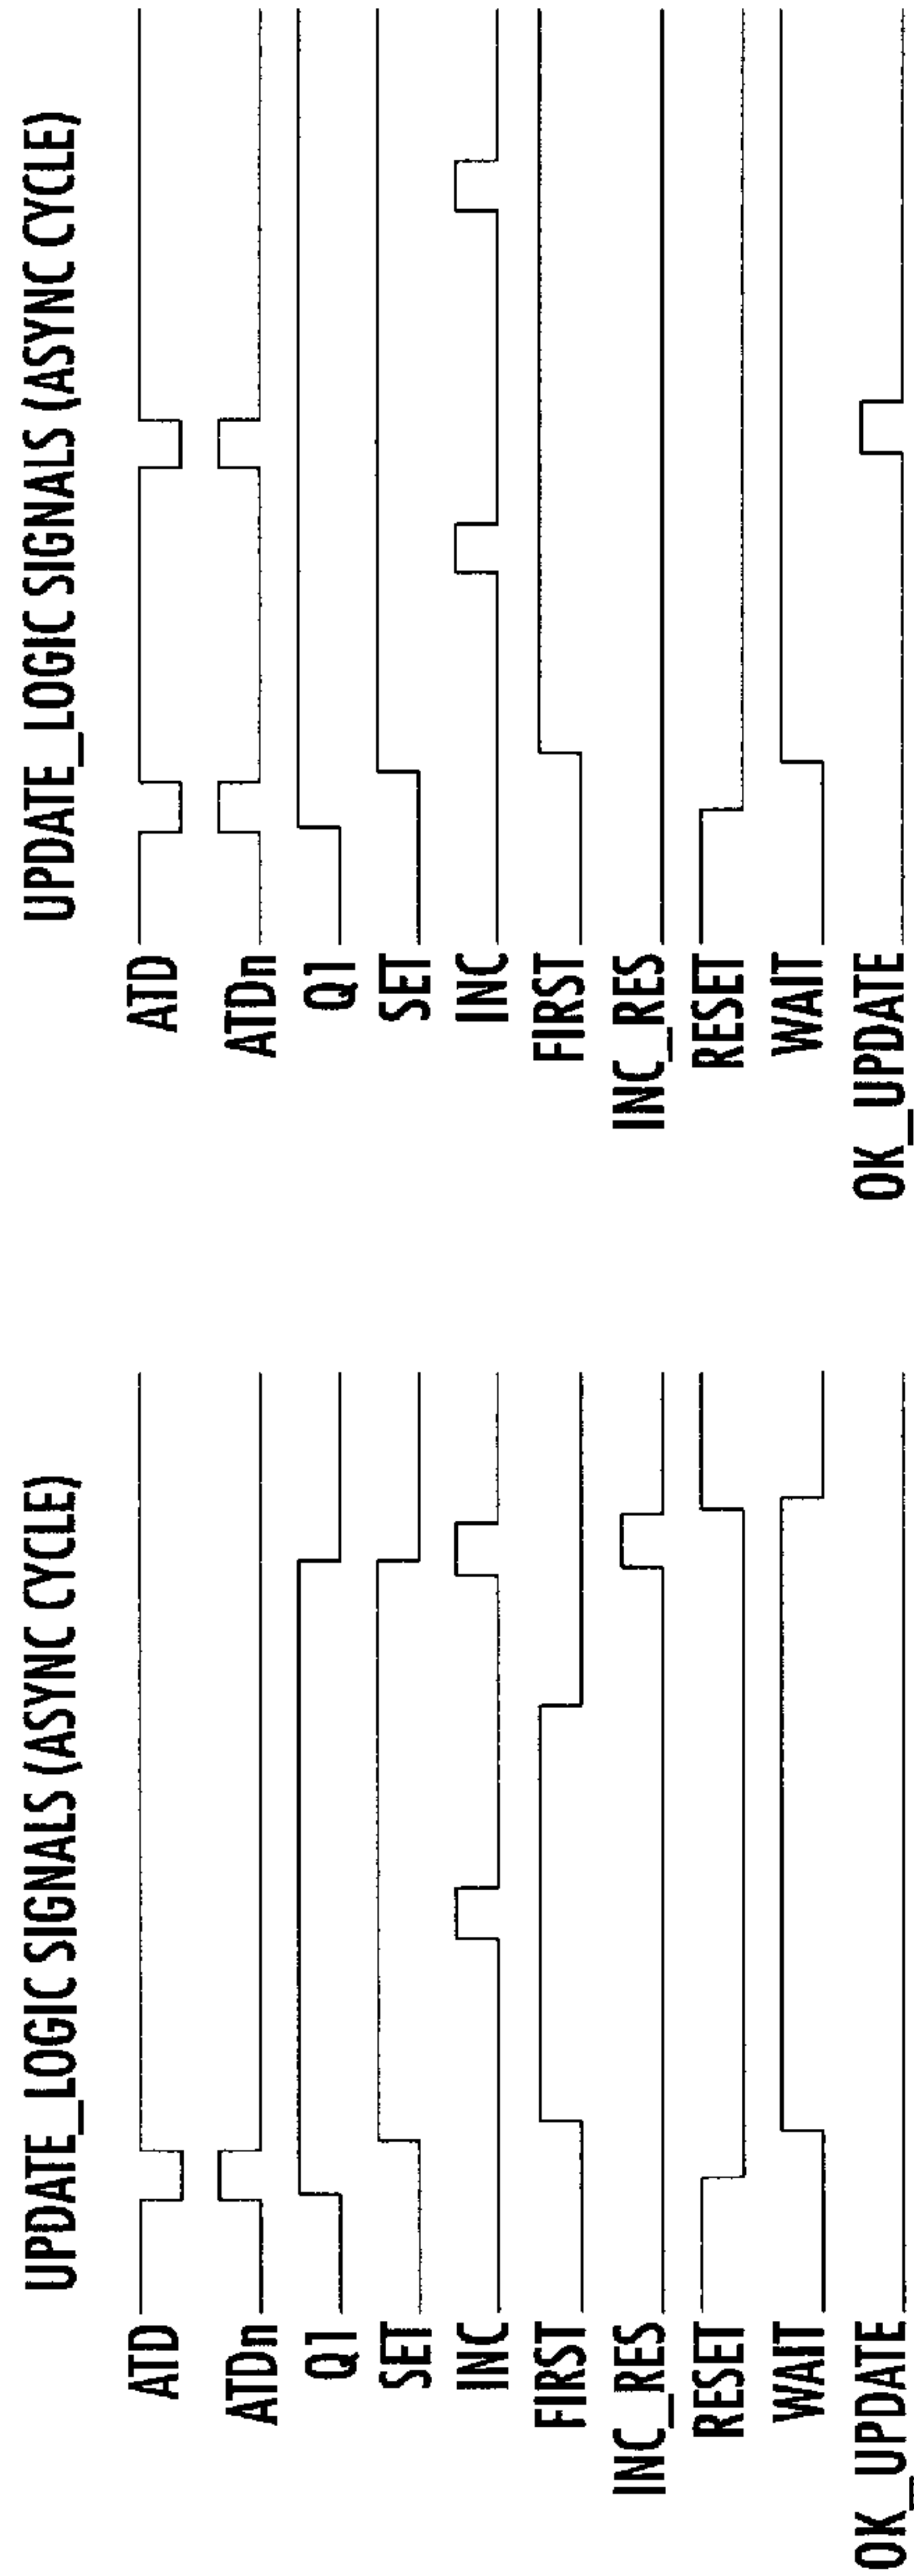 UPDATE_LOGIC SIGNALS (ASYNC CYCLE)
ATD
ATDn
Q1
SET
INC
FIRST
INC_RES
RESET
WAIT
OK_UPDATE
UPDATE_LOGIC SIGNALS (ASYNC CYCLE)
ATD
ATDn
Q1
SET
INC
FIRST
INC_RES
RESET
WAIT
OK_UPDATE